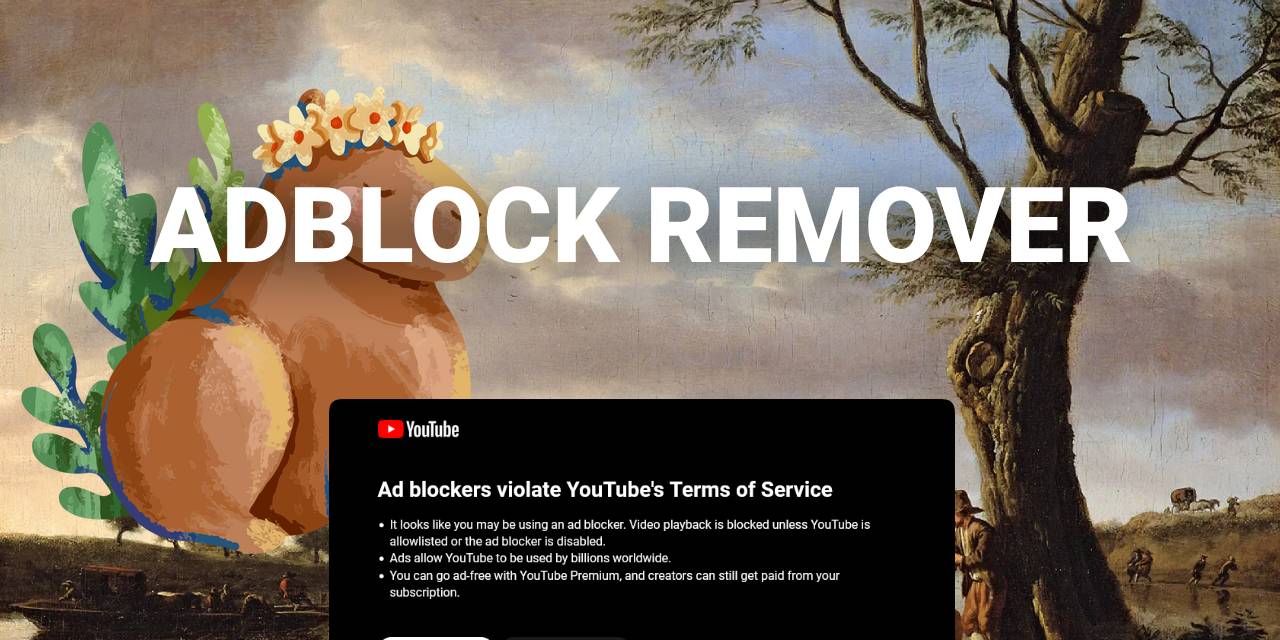 ADBLOCK REMOVER
YouTube
Ad blockers violate YouTube's Terms of Service
• It looks like you may be using an ad blocker. Video playback is blocked unless YouTube is
allowlisted or the ad blocker is disabled.
• Ads allow YouTube to be used by billions worldwide.
• You can go ad-free with YouTube Premium, and creators can still get paid from your
subscription.